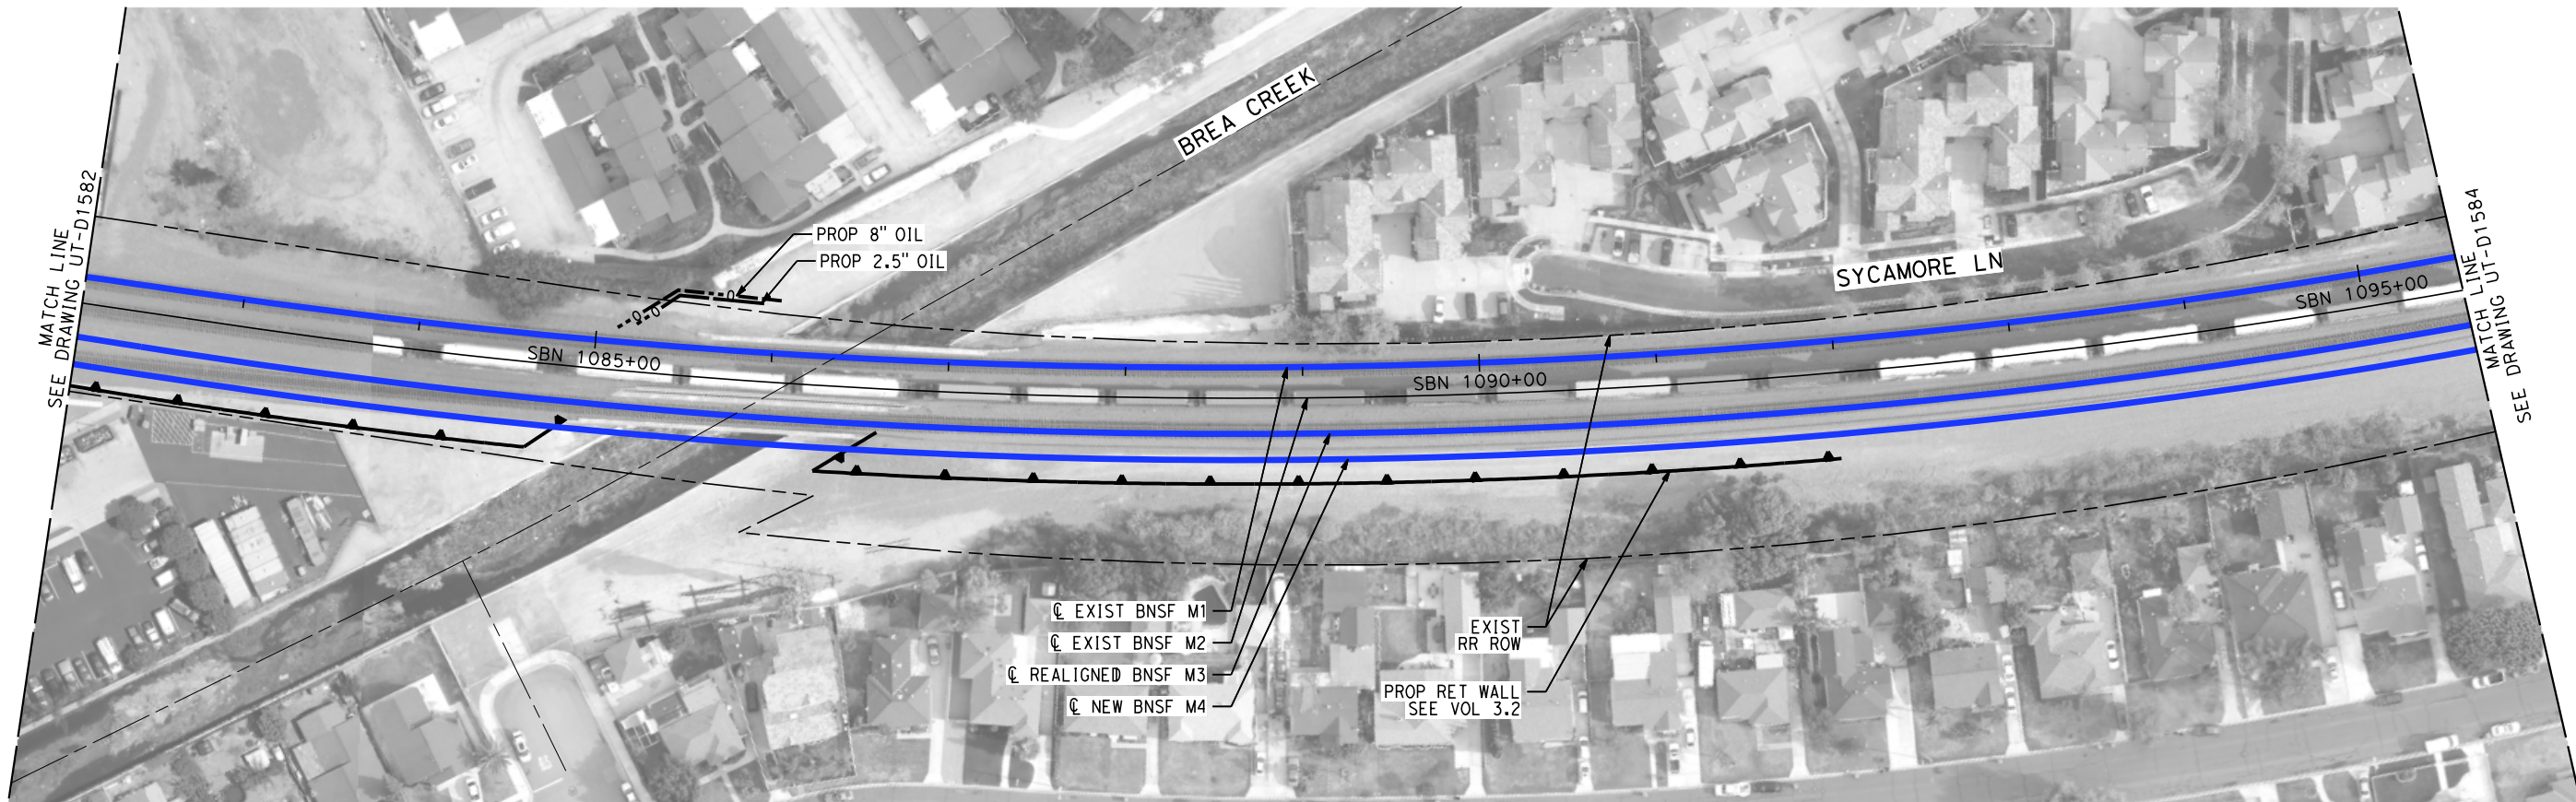 BREA CREEK
MATCH LINE
SEE DRAWING UT-D1582
PROP 8" OIL
PROP 2.5" OIL
SYCAMORE LN
MATCH LINE
SEE DRAWING UT-D1584
SBN 1095+00
SBN 1085+00
SBN 1090+00
O
O O
℄ EXIST BNSF M1
℄ EXIST BNSF M2
℄ REALIGNED BNSF M3
℄ NEW BNSF M4
EXIST
RR ROW
PROP RET WALL
SEE VOL 3.2